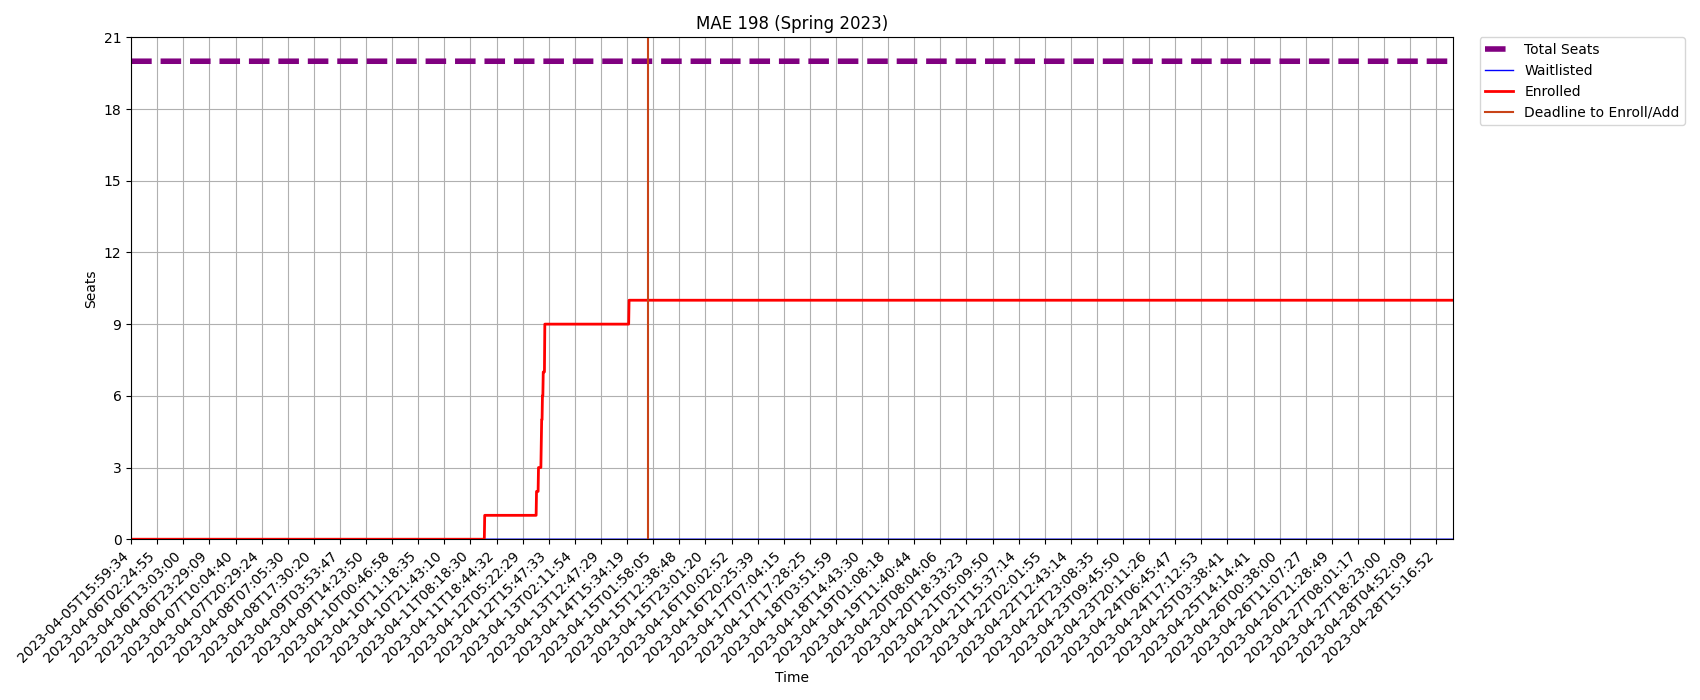 MAE 198 (Spring 2023)
Total Seats
Waitlisted
Enrolled
Deadline to Enroll/Add
Seats
21
18
15
12
9
6
3
0
2023-04-05T15:59:34
2023-04-06T02:24:55
2023-04-06T13:03:00
2023-04-06T23:29:09
2023-04-07T10:04:40
2023-04-07T20:29:24
2023-04-08T07:05:30
2023-04-08T17:30:20
2023-04-09T03:53:47
2023-04-09T14:23:50
2023-04-10T00:46:58
2023-04-10T11:18:35
2023-04-10T21:43:10
2023-04-11T08:18:30
2023-04-11T18:44:32
2023-04-12T05:22:29
2023-04-12T15:47:33
2023-04-13T02:11:54
2023-04-13T12:47:29
2023-04-14T15:34:19
2023-04-15T01:58:05
2023-04-15T12:38:48
2023-04-15T23:01:20
2023-04-16T10:02:52
2023-04-16T20:25:39
2023-04-17T07:04:15
2023-04-17T17:28:25
2023-04-18T03:51:59
2023-04-18T14:43:30
2023-04-19T01:08:18
2023-04-19T11:40:44
2023-04-20T08:04:06
2023-04-20T18:33:23
2023-04-21T05:09:50
2023-04-21T15:37:14
2023-04-22T02:01:55
2023-04-22T12:43:14
2023-04-22T23:08:35
2023-04-23T09:45:50
2023-04-23T20:11:26
2023-04-24T06:45:47
2023-04-24T17:12:53
2023-04-25T03:38:41
2023-04-25T14:14:41
2023-04-26T00:38:00
2023-04-26T11:07:27
2023-04-26T21:28:49
2023-04-27T08:01:17
2023-04-27T18:23:00
2023-04-28T04:52:09
2023-04-28T15:16:52
Time